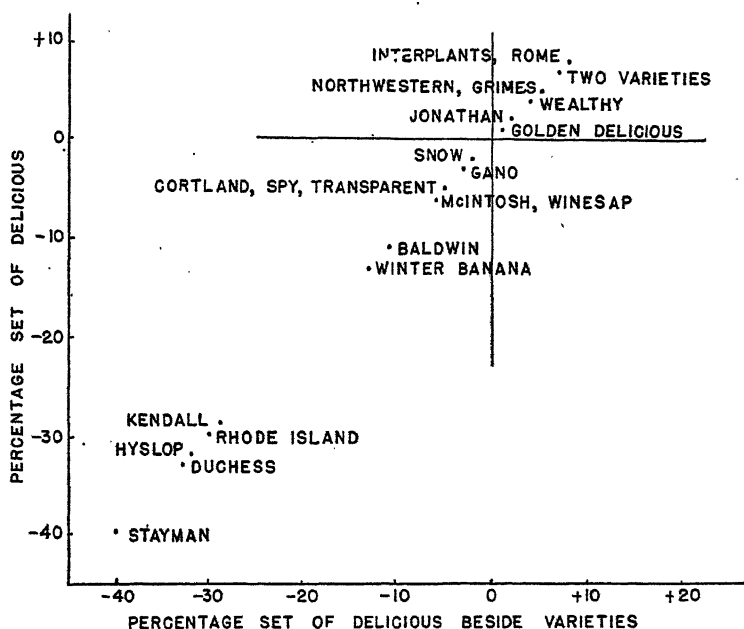 +10
INTERPLANTS, ROME
TWO VARIETIES
NORTHWESTERN, GRIMES
WEALTHY
JONATHAN
GOLDEN DELICIOUS
0
SNOW
GANO
CORTLAND, SPY, TRANSPARENT
McINTOSH, WINESAP
-10
BALDWIN
WINTER BANANA
-20
PERCENTAGE SET OF DELICIOUS
KENDALL
-30
RHODE ISLAND
HYSLOP
DUCHESS
-40
STAYMAN
-40 -30 -20 -10 0 +10 +20
PERCENTAGE SET OF DELICIOUS BESIDE VARIETIES